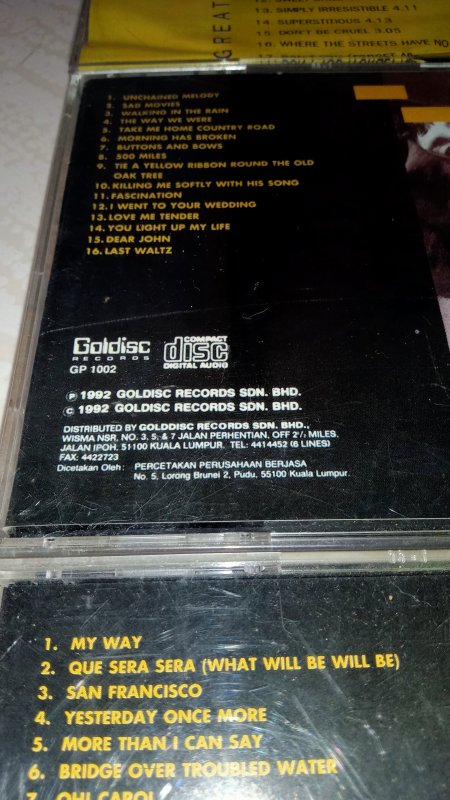 GREAT
13. SIMPLY IRRESISTIBLE 4.11
14. SUPERSTITIOUS 4.13
15. DON'T BE CRUEL 3.05
16. WHERE THE STREETS HAVE NO
1. UNCHAINED MELODY
2. SAD MOVIES
3. WALKING IN THE RAIN
4. THE WAY WE WERE
5. TAKE ME HOME COUNTRY ROAD
6. MORNING HAS BROKEN
7. BUTTONS AND BOWS
8. 500 MILES
9. TIE A YELLOW RIBBON ROUND THE OLD
OAK TREE
10. KILLING ME SOFTLY WITH HIS SONG
11. FASCINATION
12. I WENT TO YOUR WEDDING
13. LOVE ME TENDER
14. YOU LIGHT UP MY LIFE
15. DEAR JOHN
16. LAST WALTZ
Goldisc
RECORDS
GP 1002
COMPACT
disc
DIGITAL AUDIO
℗ 1992 GOLDISC RECORDS SDN. BHD.
© 1992 GOLDISC RECORDS SDN. BHD.
DISTRIBUTED BY GOLDDISC RECORDS SDN. BHD.,
WISMA NSR, NO. 3, 5, & 7 JALAN PERHENTIAN, OFF 2½ MILES,
JALAN IPOH, 51100 KUALA LUMPUR. TEL: 4414452 (6 LINES)
FAX: 4422723
Dicetakan Oleh: PERCETAKAN PERUSAHAAN BERJASA
No. 5, Lorong Brunei 2, Pudu, 55100 Kuala Lumpur.
1. MY WAY
2. QUE SERA SERA (WHAT WILL BE WILL BE)
3. SAN FRANCISCO
4. YESTERDAY ONCE MORE
5. MORE THAN I CAN SAY
6. BRIDGE OVER TROUBLED WATER
7. OH! CAROL